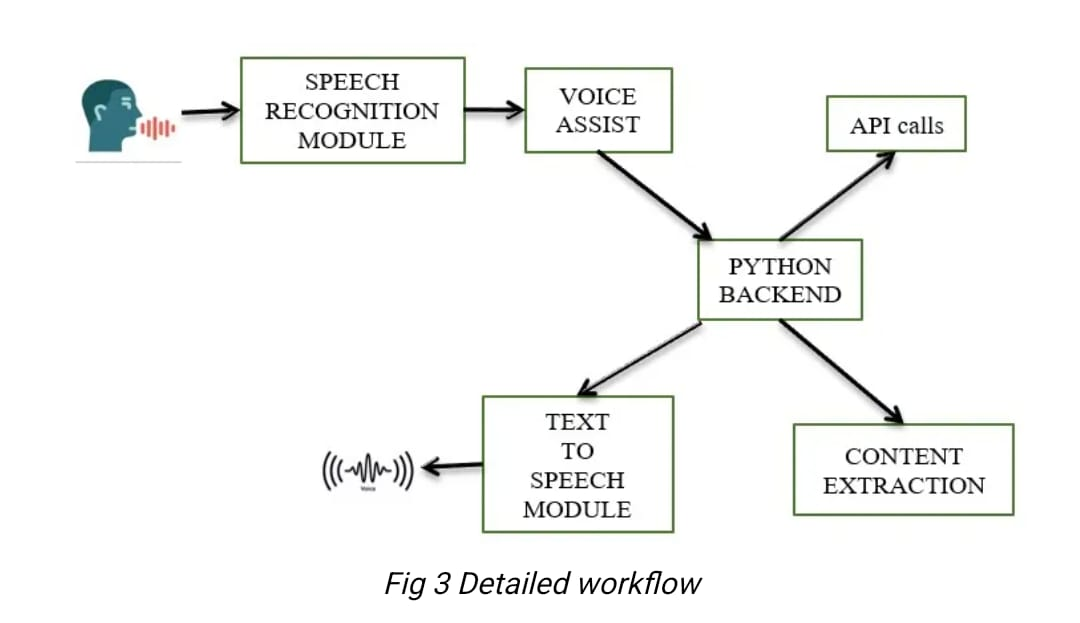 SPEECH
RECOGNITION
MODULE
VOICE
ASSIST
API calls
PYTHON
BACKEND
TEXT
TO
SPEECH
MODULE
Voice
CONTENT
EXTRACTION
Fig 3 Detailed workflow